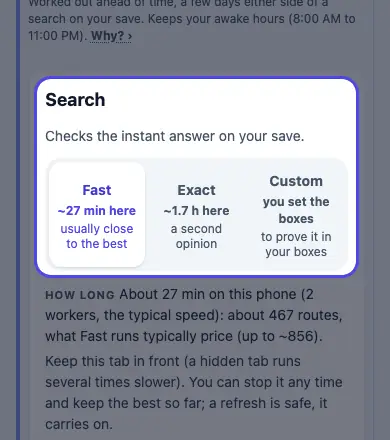 Worked out ahead of time, a few days either side of a
search on your save. Keeps your awake hours (8:00 AM to
11:00 PM). Why? ›
Search
Checks the instant answer on your save.
Fast
~27 min here
usually close
to the best
Exact
~1.7 h here
a second
opinion
Custom
you set the
boxes
to prove it in
your boxes
HOW LONG About 27 min on this phone (2
workers, the typical speed): about 467 routes,
what Fast runs typically price (up to ~856).
Keep this tab in front (a hidden tab runs
several times slower). You can stop it any time
and keep the best so far; a refresh is safe, it
carries on.